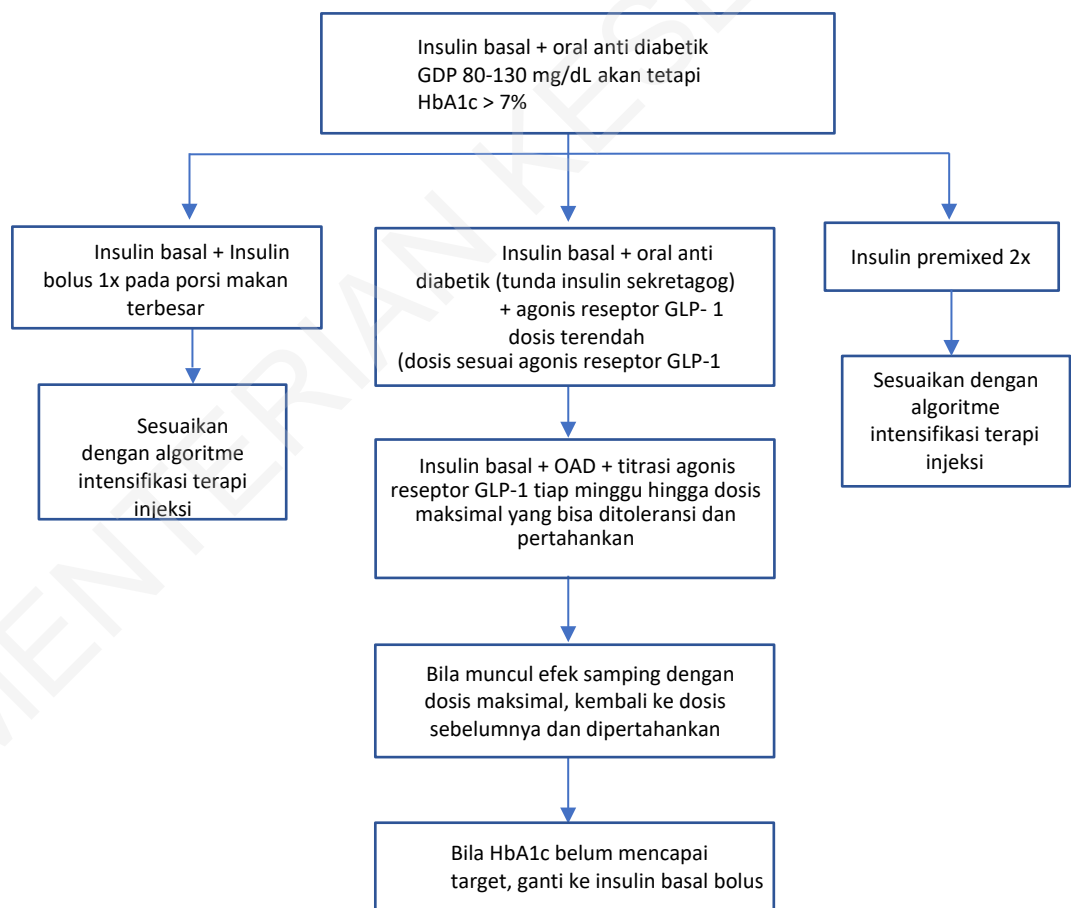 Insulin basal + oral anti diabetik
GDP 80-130 mg/dL akan tetapi
HbA1c > 7%
Insulin basal + Insulin
bolus 1x pada porsi makan
terbesar
Sesuaikan
dengan algoritme
intensifikasi terapi
injeksi
Insulin basal + oral anti
diabetik (tunda insulin sekretagog)
+ agonis reseptor GLP- 1
dosis terendah
(dosis sesuai agonis reseptor GLP-1
Insulin basal + OAD + titrasi agonis
reseptor GLP-1 tiap minggu hingga dosis
maksimal yang bisa ditoleransi dan
pertahankan
Bila muncul efek samping dengan
dosis maksimal, kembali ke dosis
sebelumnya dan dipertahankan
Bila HbA1c belum mencapai
target, ganti ke insulin basal bolus
Insulin premixed 2x
Sesuaikan dengan
algoritme
intensifikasi terapi
injeksi
MENTERIAN KES